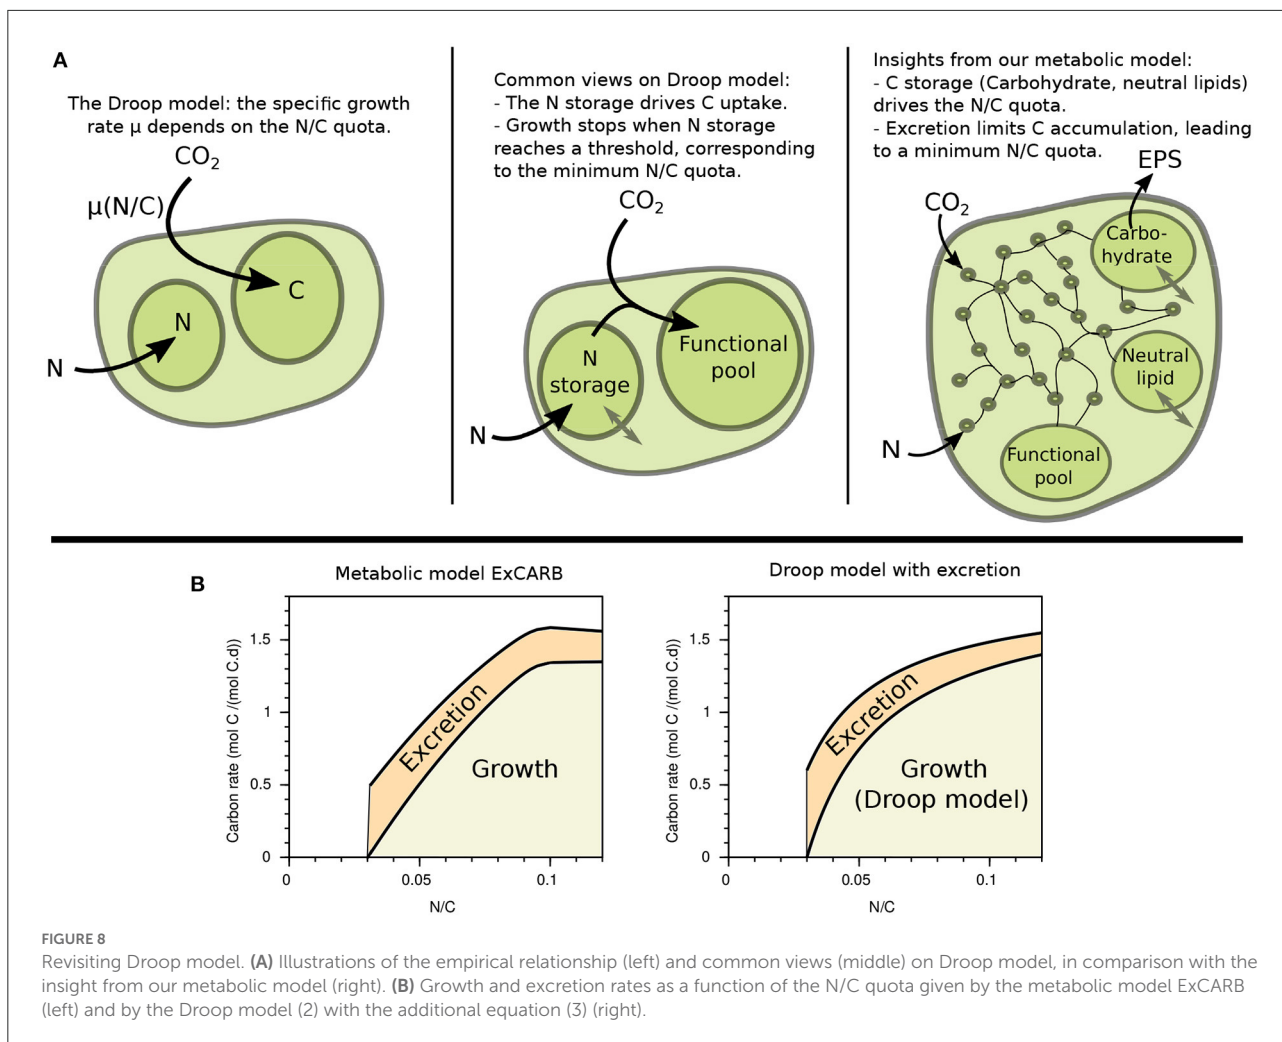 A
The Droop model: the specific growth
rate μ depends on the N/C quota.
CO2
μ(N/C)
C
N
N
Common views on Droop model:
- The N storage drives C uptake.
- Growth stops when N storage
reaches a threshold, corresponding
to the minimum N/C quota.
CO2
N
storage
Functional
pool
N
Insights from our metabolic model:
- C storage (Carbohydrate, neutral lipids)
drives the N/C quota.
- Excretion limits C accumulation, leading
to a minimum N/C quota.
EPS
CO2
Carbo-
hydrate
Neutral
lipid
N
Functional
pool
B
Metabolic model ExCARB
Carbon rate (mol C /(mol C.d))
1.5
1
0.5
0
Excretion
Growth
0
0.05
0.1
N/C
Droop model with excretion
Carbon rate (mol C /(mol C.d))
1.5
1
0.5
0
Excretion
Growth
(Droop model)
0
0.05
0.1
N/C
FIGURE 8
Revisiting Droop model. (A) Illustrations of the empirical relationship (left) and common views (middle) on Droop model, in comparison with the
insight from our metabolic model (right). (B) Growth and excretion rates as a function of the N/C quota given by the metabolic model ExCARB
(left) and by the Droop model (2) with the additional equation (3) (right).